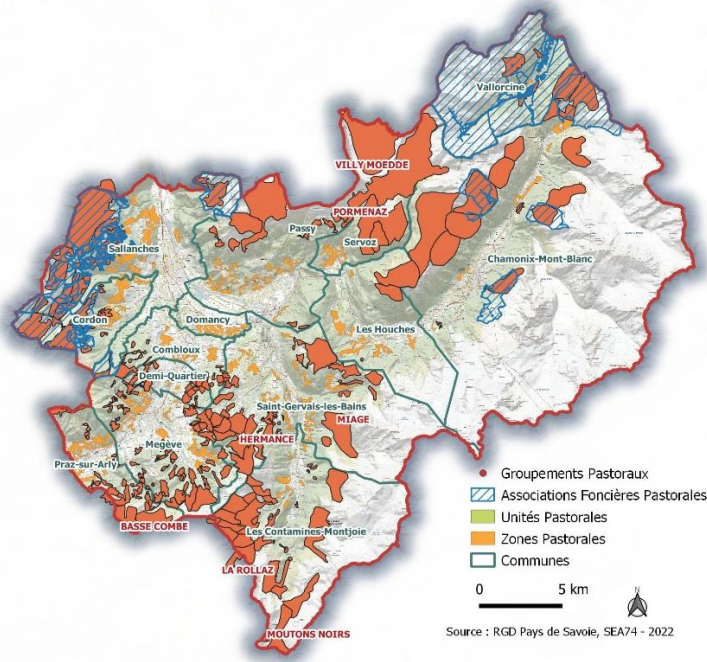 Vallorcine
VILLY MOEDDE
PORMENAZ
Passy
Servoz
Sallanches
Chamonix-Mont-Blanc
Cordon
Domancy
Les Houches
Combloux
Demi-Quartier
Saint-Gervais-les-Bains
MIAGE
Megève
HERMANCE
Praz-sur-Arly
BASSE COMBE
Les Contamines-Montjoie
LA ROLLAZ
MOUTONS NOIRS
Groupements Pastoraux
Associations Foncières Pastorales
Unités Pastorales
Zones Pastorales
Communes
0 5 km
N
Source : RGD Pays de Savoie, SEA74 - 2022